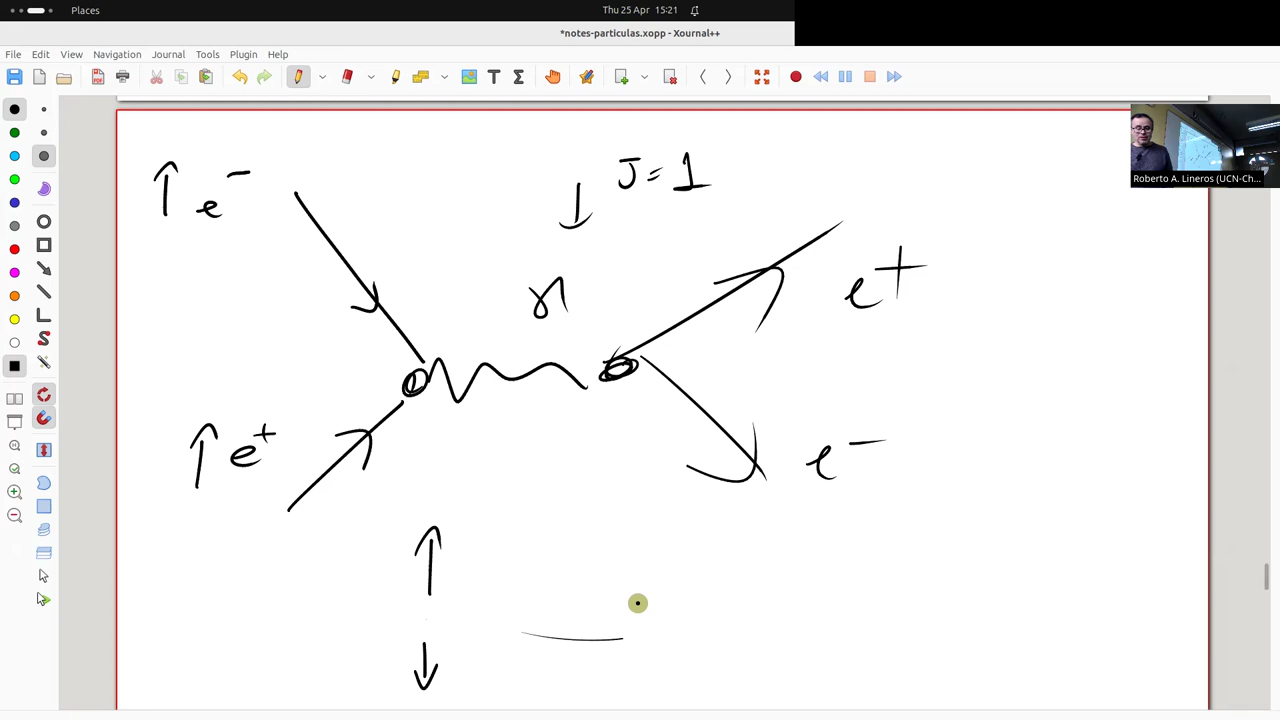 Places
Thu 25 Apr 15:21
*notes-particulas.xopp - Xournal++
File Edit View Navigation Journal Tools Plugin Help
↑ e⁻
↓ J = 1
γ
e⁺
↑ e⁺
e⁻
↑
↓
Roberto A. Lineros (UCN-Ch...